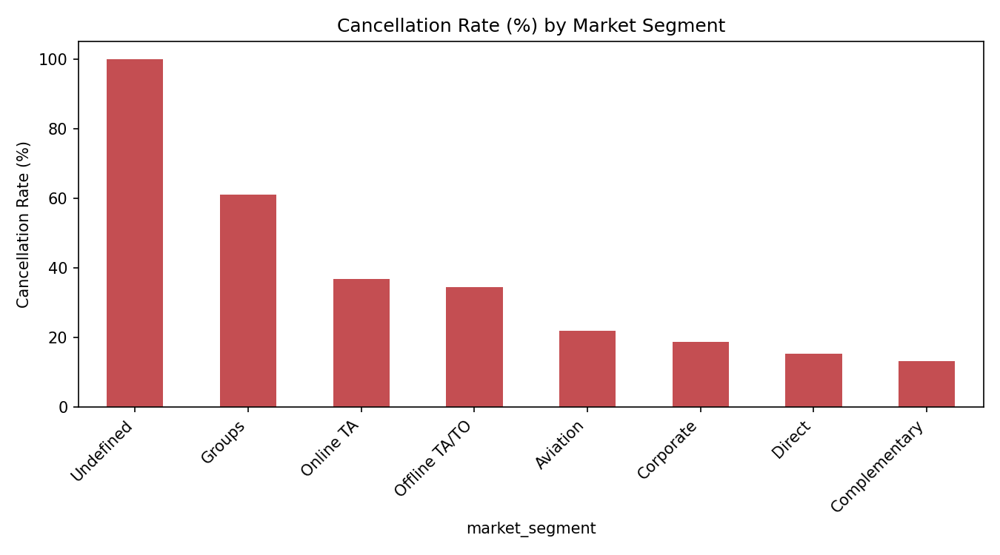 Cancellation Rate (%) by Market Segment
Cancellation Rate (%)
100
80
60
40
20
0
Undefined
Groups
Online TA
Offline TA/TO
Aviation
Corporate
Direct
Complementary
market_segment